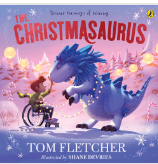 THE
CHRISTMASAURUS
TOM FLETCHER
Illustrated by SHANE DEVRIES